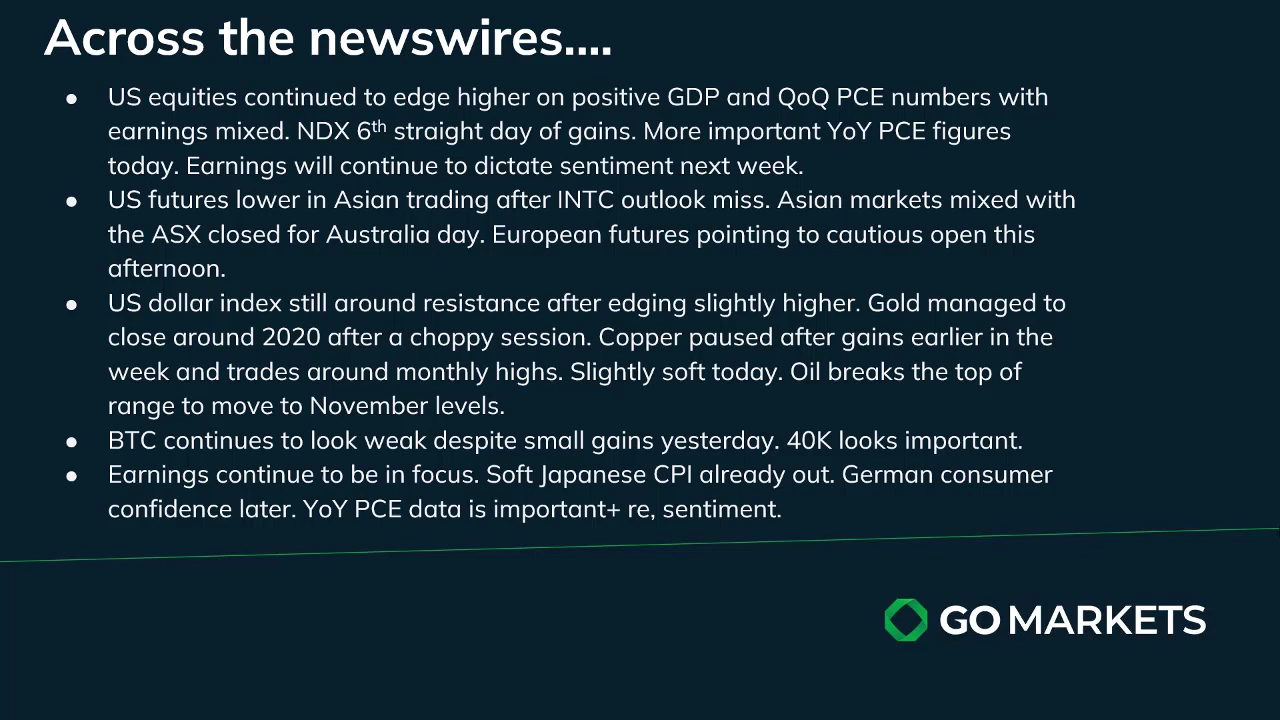 Across the newswires....
● US equities continued to edge higher on positive GDP and QoQ PCE numbers with
earnings mixed. NDX 6th straight day of gains. More important YoY PCE figures
today. Earnings will continue to dictate sentiment next week.
● US futures lower in Asian trading after INTC outlook miss. Asian markets mixed with
the ASX closed for Australia day. European futures pointing to cautious open this
afternoon.
● US dollar index still around resistance after edging slightly higher. Gold managed to
close around 2020 after a choppy session. Copper paused after gains earlier in the
week and trades around monthly highs. Slightly soft today. Oil breaks the top of
range to move to November levels.
● BTC continues to look weak despite small gains yesterday. 40K looks important.
● Earnings continue to be in focus. Soft Japanese CPI already out. German consumer
confidence later. YoY PCE data is important+ re, sentiment.
GO MARKETS